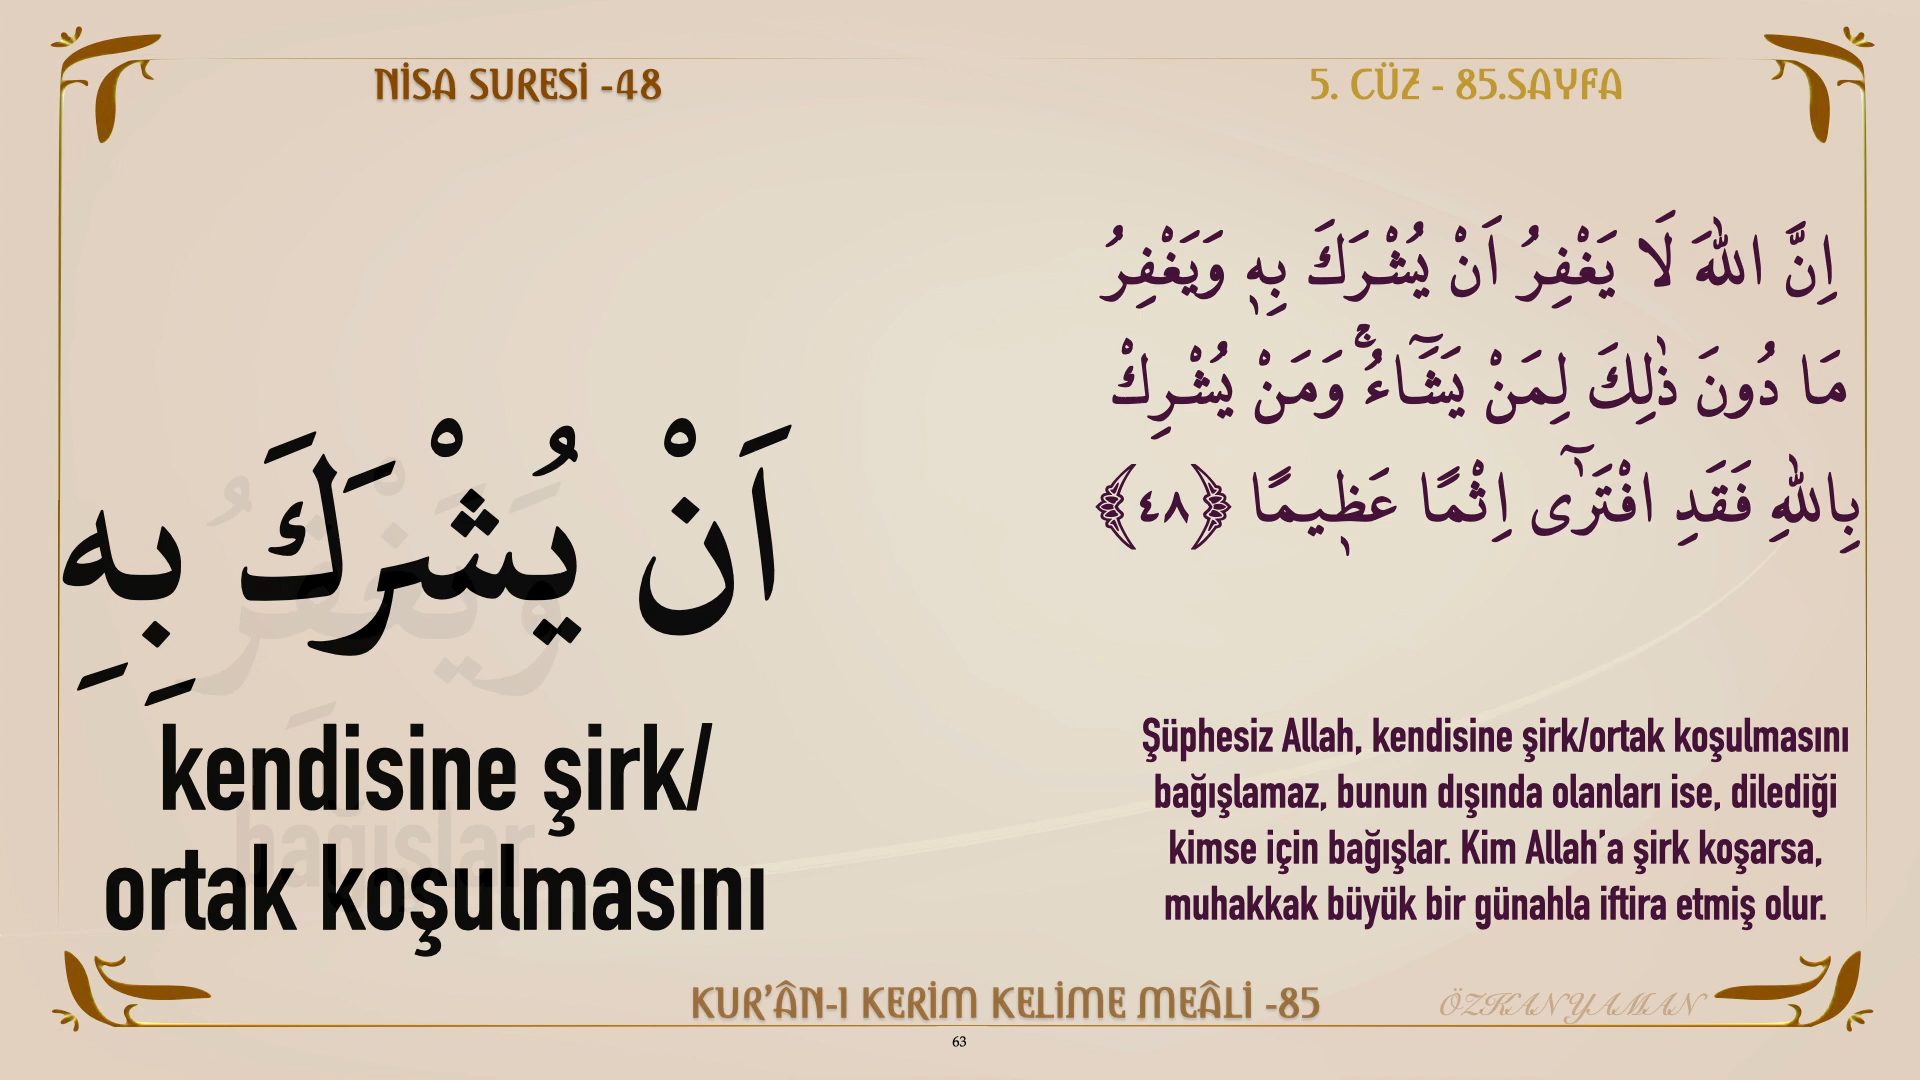 NİSA SURESİ -48
5. CÜZ - 85.SAYFA
اِنَّ اللّٰهَ لَا يَغْفِرُ اَنْ يُشْرَكَ بِه۪ وَيَغْفِرُ
مَا دُونَ ذٰلِكَ لِمَنْ يَشَٓاءُۚ وَمَنْ يُشْرِكْ
بِاللّٰهِ فَقَدِ افْتَرٰٓى اِثْمًا عَظ۪يمًا ﴿٤٨﴾
اَنْ يُشْرَكَ بِهِ
وَيَغْفِرُ
kendisine şirk/
ortak koşulmasını
bağışlar
Şüphesiz Allah, kendisine şirk/ortak koşulmasını
bağışlamaz, bunun dışında olanları ise, dilediği
kimse için bağışlar. Kim Allah’a şirk koşarsa,
muhakkak büyük bir günahla iftira etmiş olur.
KUR’ÂN-I KERİM KELİME MEÂLİ -85
ÖZKAN YAMAN
63